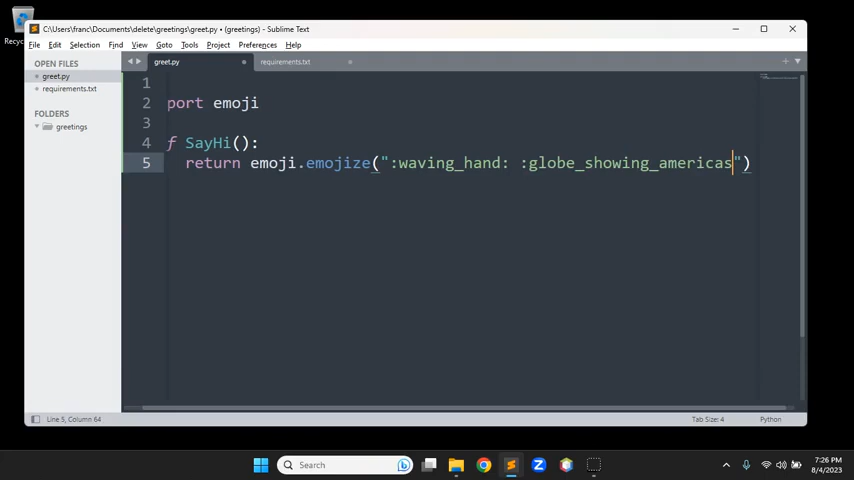 Recyc
C:\Users\franc\Desktop\delete\greetings\greet.py • (greetings) - Sublime Text
File Edit Selection Find View Goto Tools Project Preferences Help
OPEN FILES
greet.py
requirements.txt
FOLDERS
greetings
greet.py
requirements.txt
1
2 port emoji
3
4 f SayHi():
5 return emoji.emojize(":waving_hand: :globe_showing_americas")
Line 5, Column 64
Tab Size: 4
Python
Search
7:26 PM
8/4/2023